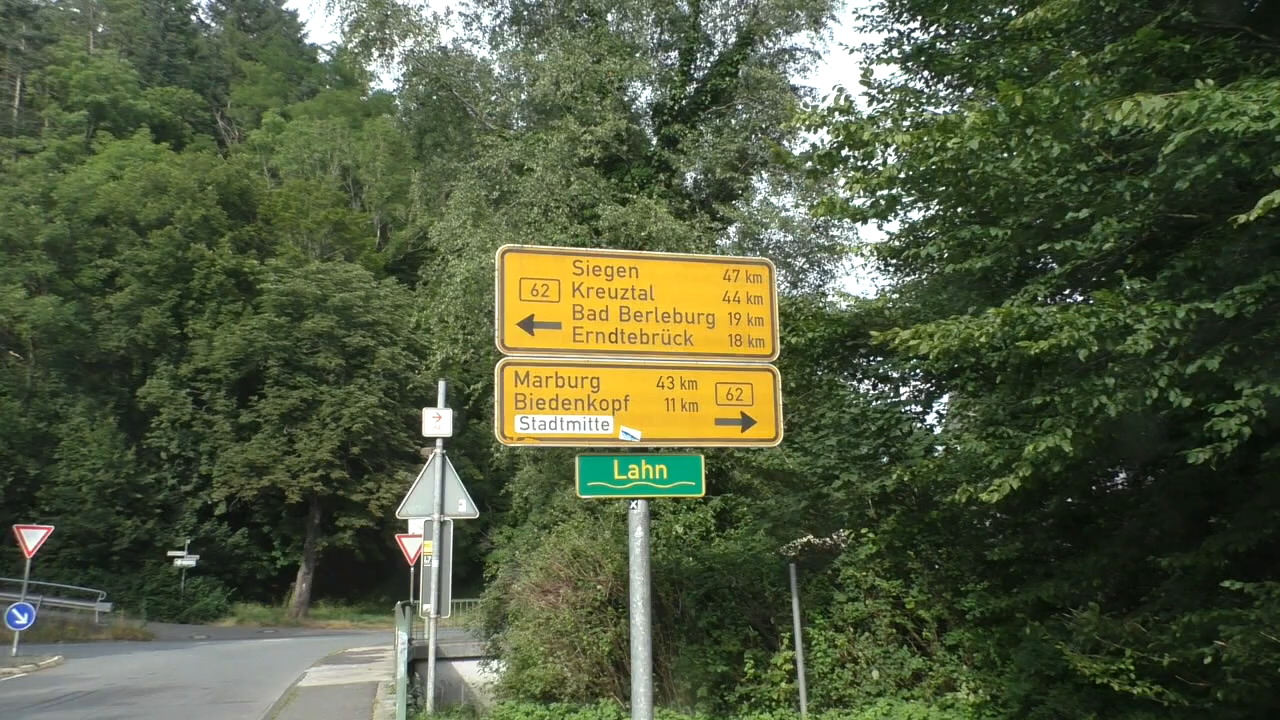 Siegen 47 km
62 Kreuztal 44 km
Bad Berleburg 19 km
Erndtebrück 18 km
Marburg 43 km 62
Biedenkopf 11 km
Stadtmitte
Lahn